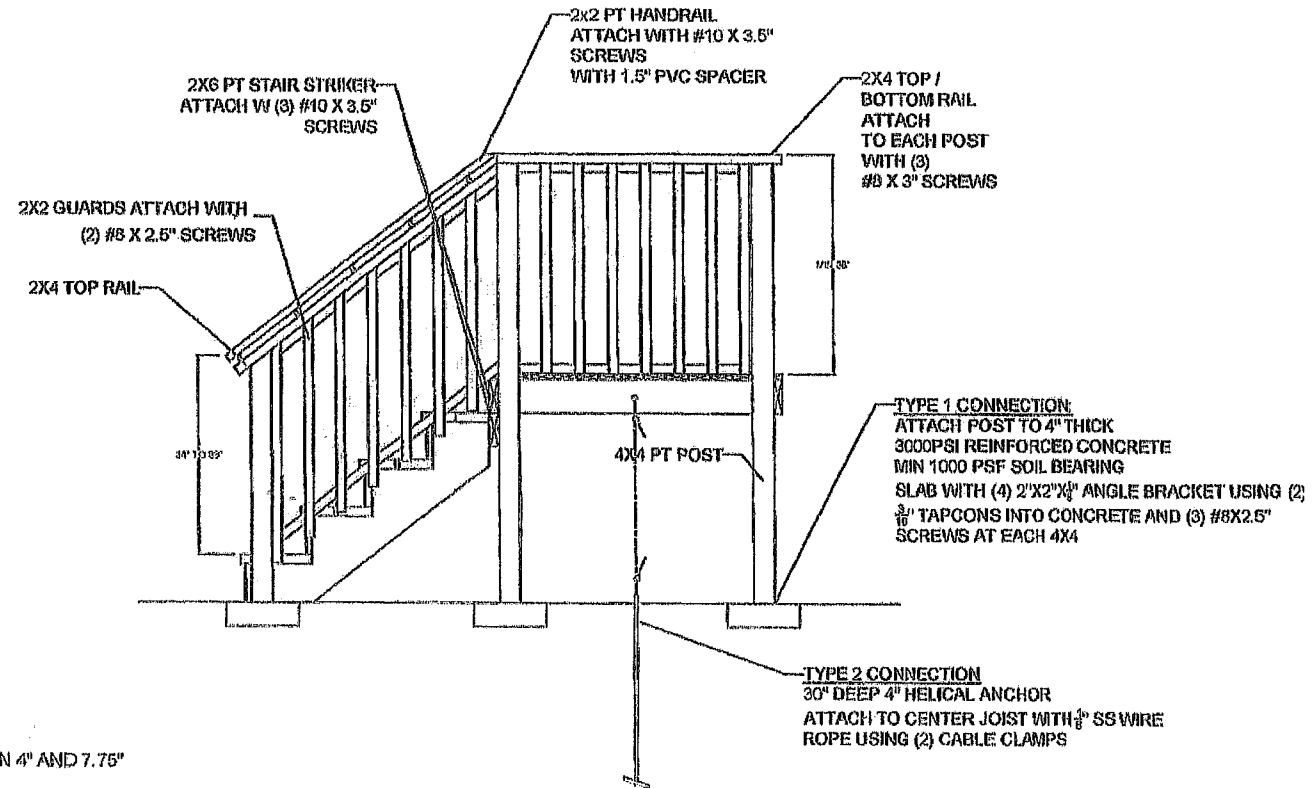 2x2 PT HANDRAIL
ATTACH WITH #10 X 3.5"
SCREWS
WITH 1.5" PVC SPACER
2X6 PT STAIR STRIKER
ATTACH W (3) #10 X 3.5"
SCREWS
2X4 TOP /
BOTTOM RAIL
ATTACH
TO EACH POST
WITH (3)
#8 X 3" SCREWS
2X2 GUARDS ATTACH WITH
(2) #8 X 2.5" SCREWS
2X4 TOP RAIL
36"
34" TO
4X4 PT POST
TYPE 1 CONNECTION:
ATTACH POST TO 4" THICK
3000PSI REINFORCED CONCRETE
MIN 1000 PSF SOIL BEARING
SLAB WITH (4) ANGLE BRACKET USING (2)
TAPCONS INTO CONCRETE AND (3) #8X2.5"
SCREWS AT EACH 4X4
TYPE 2 CONNECTION
30" DEEP 4" HELICAL ANCHOR
ATTACH TO CENTER JOIST WITH SS WIRE
ROPE USING (2) CABLE CLAMPS
N 4" AND 7.75"